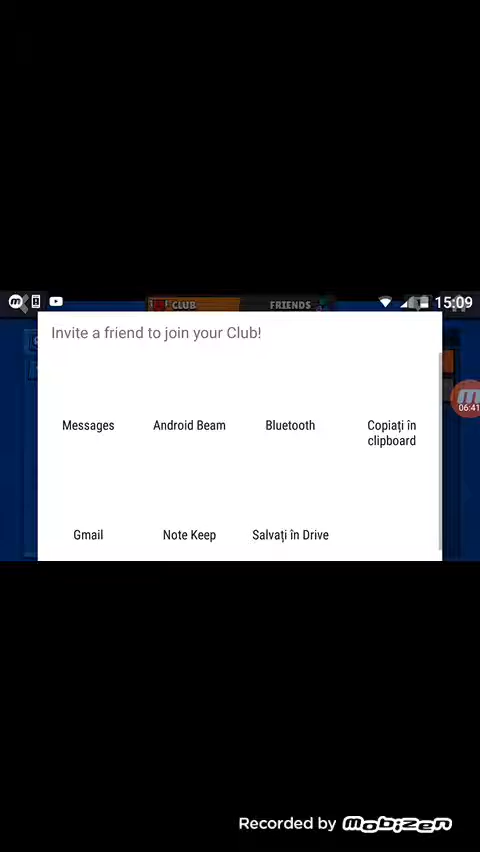 CLUB
FRIENDS
15:09
Invite a friend to join your Club!
06:41
Messages
Android Beam
Bluetooth
Copiați în
clipboard
Gmail
Note Keep
Salvați în Drive
Recorded by Mobizen